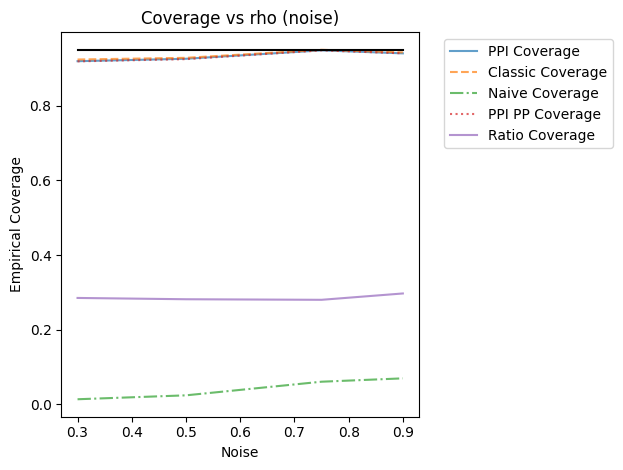 Coverage vs rho (noise)
PPI Coverage
Classic Coverage
Naive Coverage
PPI PP Coverage
Ratio Coverage
Empirical Coverage
0.8
0.6
0.4
0.2
0.0
0.3 0.4 0.5 0.6 0.7 0.8 0.9
Noise